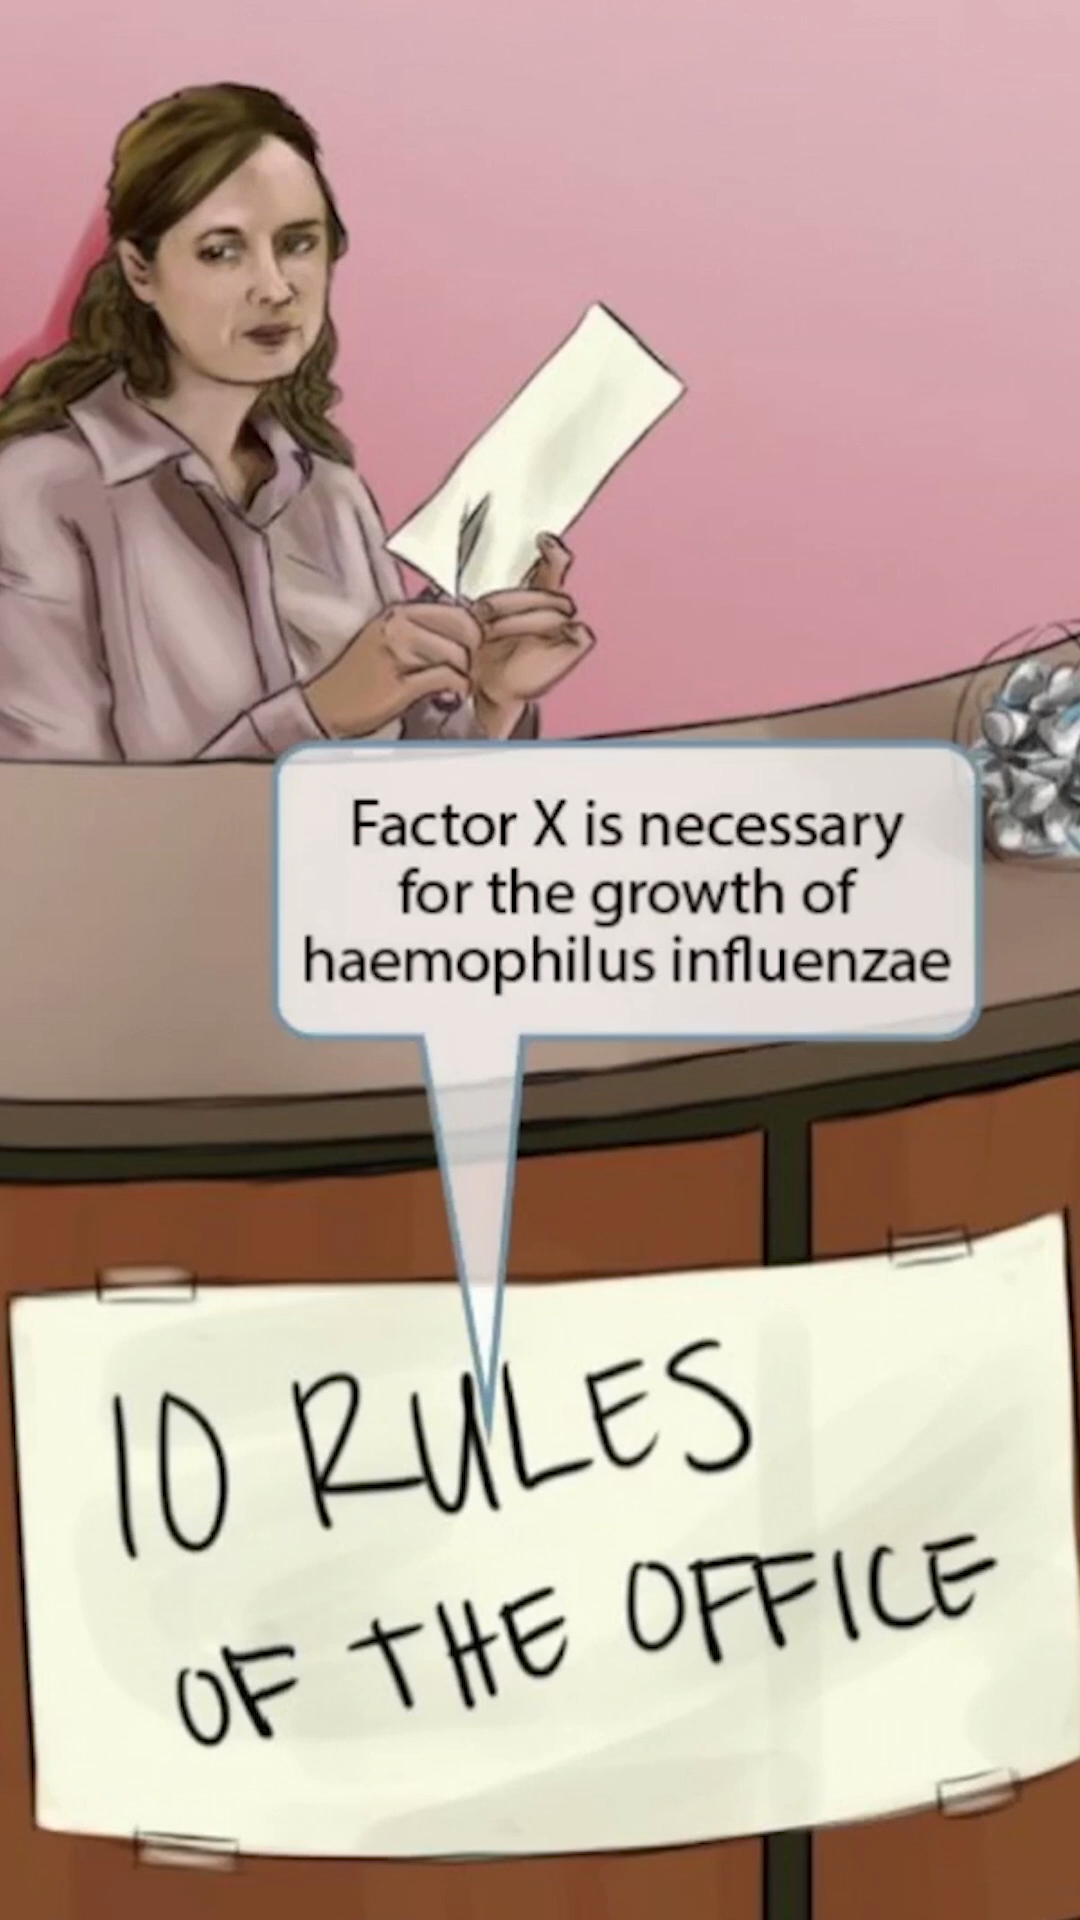 Factor X is necessary
for the growth of
haemophilus influenzae
10 RULES
OF THE OFFICE